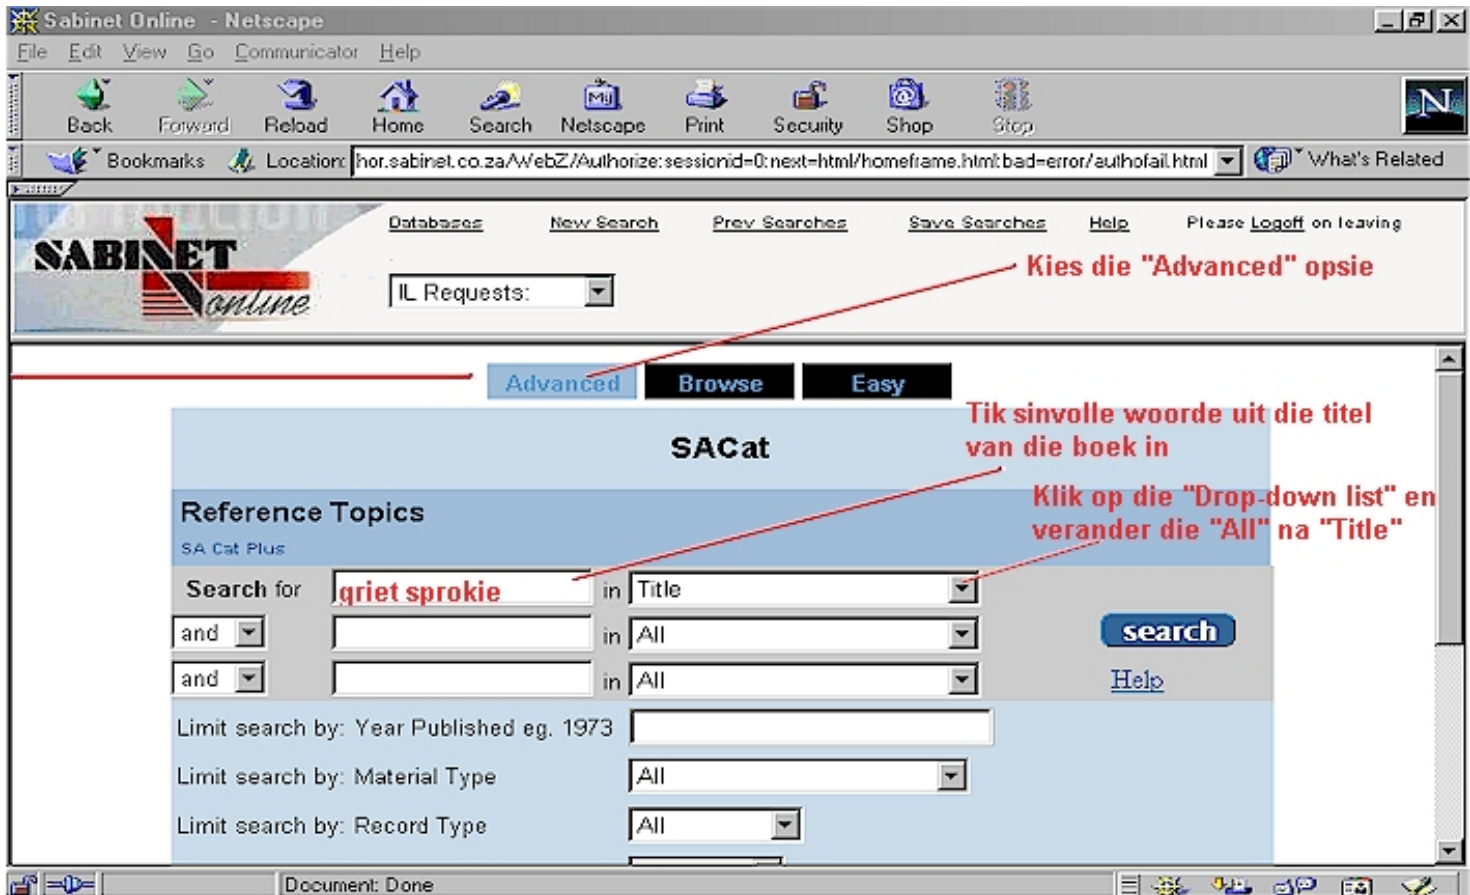 Sabinet Online - Netscape
File Edit View Go Communicator Help
Back Forward Reload Home Search Netscape Print Security Shop Stop
Bookmarks Location: hor.sabinet.co.za/WebZ/Authorize:sessionid=0:next=html/homeframe.html:bad=error/authofail.html What's Related
Databases New Search Prev Searches Save Searches Help Please Logoff on leaving
SABINET
online
IL Requests:
Kies die "Advanced" opsie
Advanced Browse Easy
Tik sinvolle woorde uit die titel
van die boek in
SACat
Klik op die "Drop-down list" en
verander die "All" na "Title"
Reference Topics
SA Cat Plus
Search for griet sprokie in Title
and in All
search
and in All
Help
Limit search by: Year Published eg. 1973
Limit search by: Material Type All
Limit search by: Record Type All
Document: Done